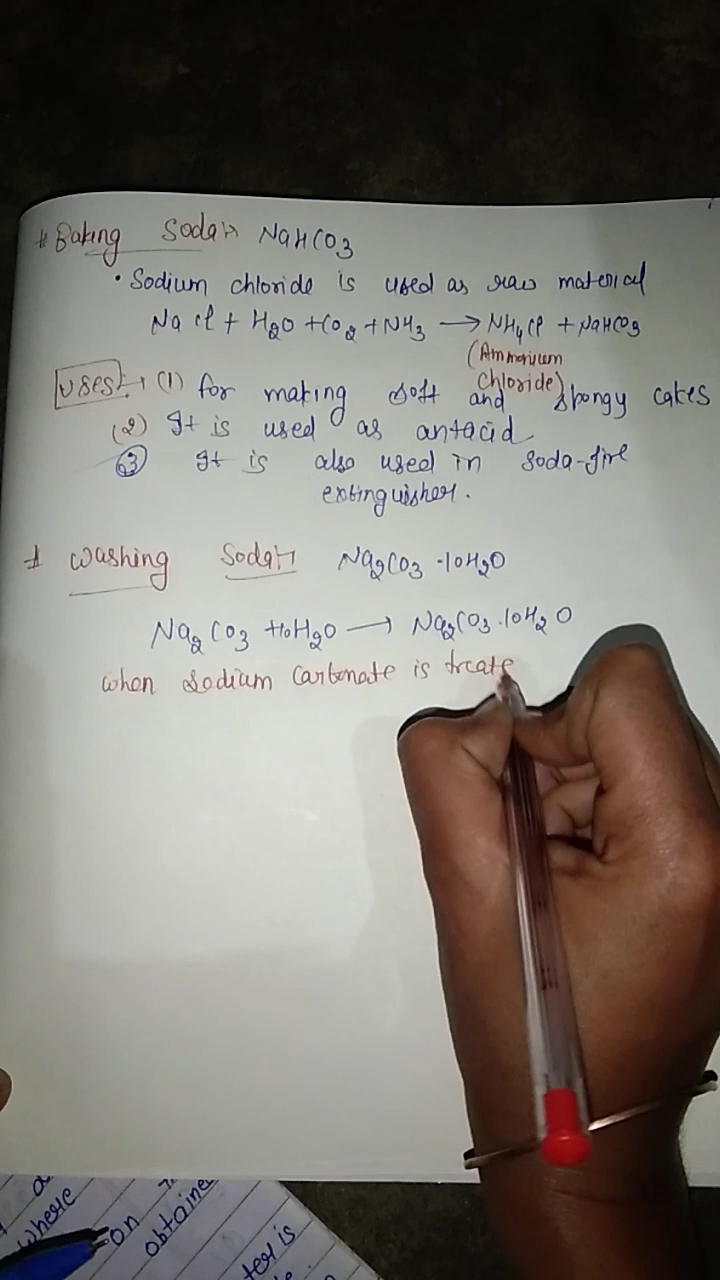 # Baking Soda:- NaHCO3
• Sodium chloride is used as raw material
NaCl + H2O + CO2 + NH3 → NH4Cl + NaHCO3
(Ammonium
Chloride)
Uses:- (1) for making soft and spongy cakes
(2) It is used as antacid
(3) It is also used in soda-fire
extinguisher.
# Washing Soda:- Na2CO3 · 10H2O
Na2CO3 + 10H2O → Na2CO3 . 10H2O
when sodium carbonate is treate
where
on
obtaine
ter is